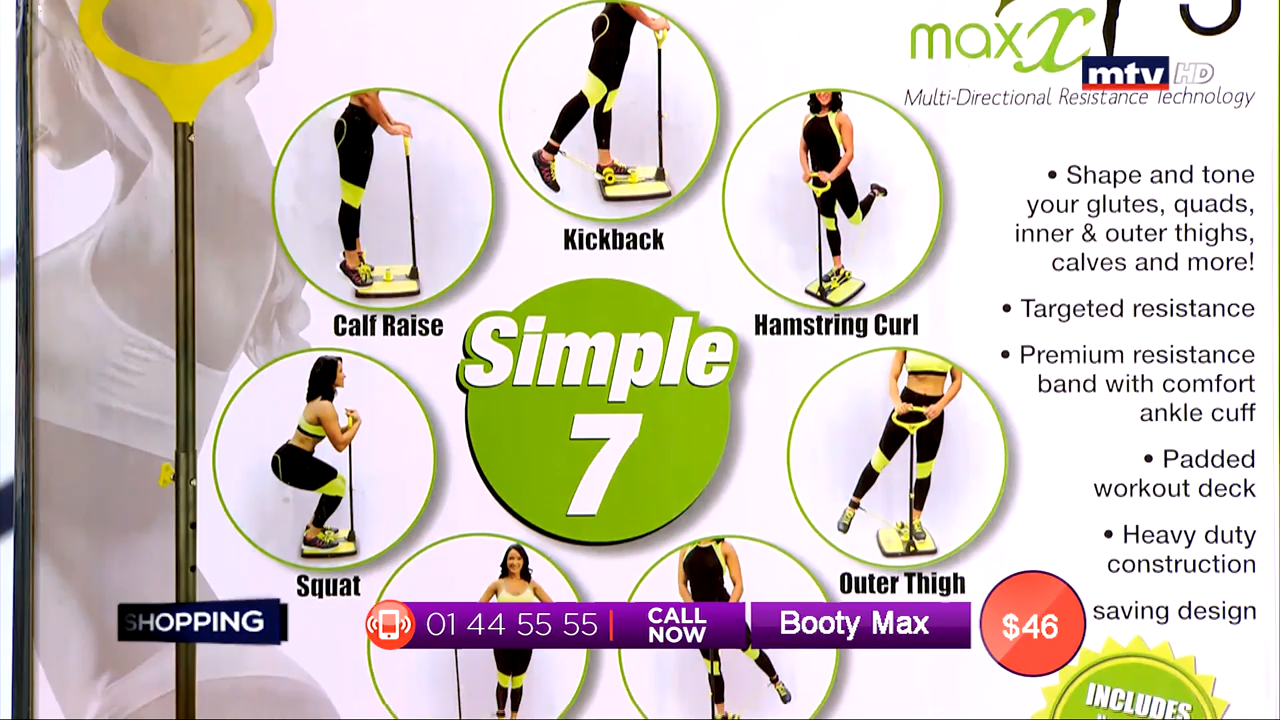 maxx
mtv HD
Multi-Directional Resistance Technology
• Shape and tone
your glutes, quads,
inner & outer thighs,
calves and more!
• Targeted resistance
• Premium resistance
band with comfort
ankle cuff
• Padded
workout deck
• Heavy duty
construction
saving design
Kickback
Calf Raise
Hamstring Curl
Simple
7
Squat
Outer Thigh
SHOPPING
01 44 55 55
CALL
NOW
Booty Max
$46
INCLUDES